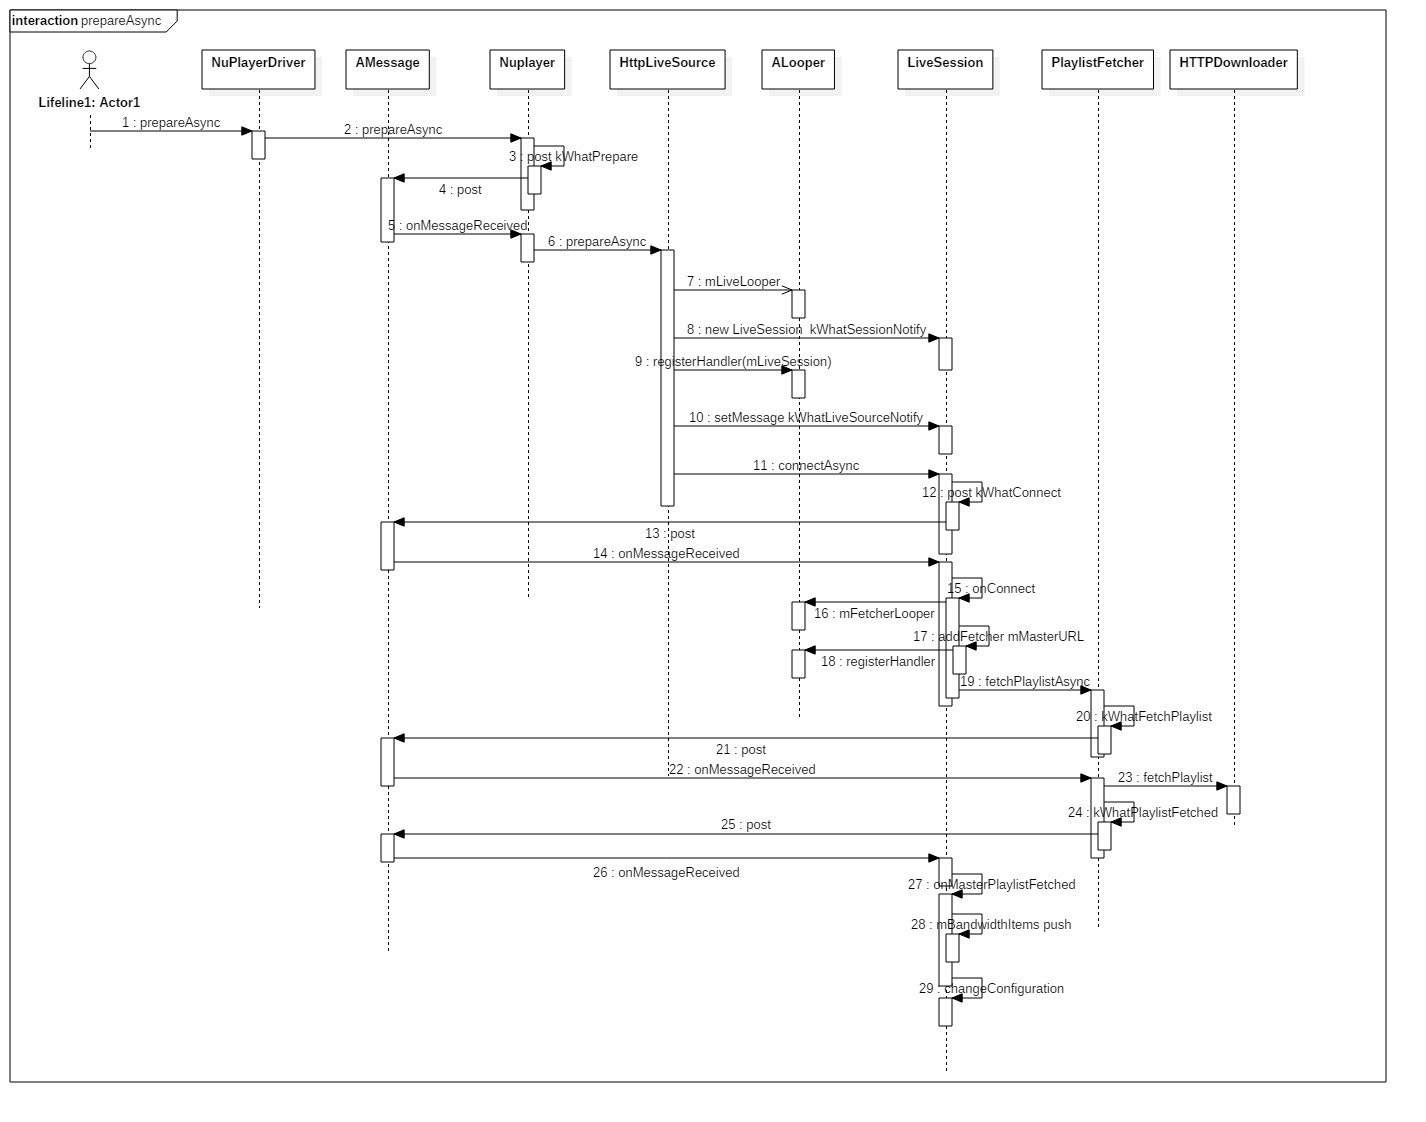 interaction prepareAsync
NuPlayerDriver
AMessage
Nuplayer
HttpLiveSource
ALooper
LiveSession
PlaylistFetcher
HTTPDownloader
Lifeline1: Actor1
1 : prepareAsync
2 : prepareAsync
3 : post kWhatPrepare
4 : post
5 : onMessageReceived
6 : prepareAsync
7 : mLiveLooper
8 : new LiveSession  kWhatSessionNotify
9 : registerHandler(mLiveSession)
10 : setMessage kWhatLiveSourceNotify
11 : connectAsync
12 : post kWhatConnect
13 : post
14 : onMessageReceived
15 : onConnect
16 : mFetcherLooper
17 : addFetcher mMasterURL
18 : registerHandler
19 : fetchPlaylistAsync
20 : kWhatFetchPlaylist
21 : post
22 : onMessageReceived
23 : fetchPlaylist
24 : kWhatPlaylistFetched
25 : post
26 : onMessageReceived
27 : onMasterPlaylistFetched
28 : mBandwidthItems push
29 : changeConfiguration